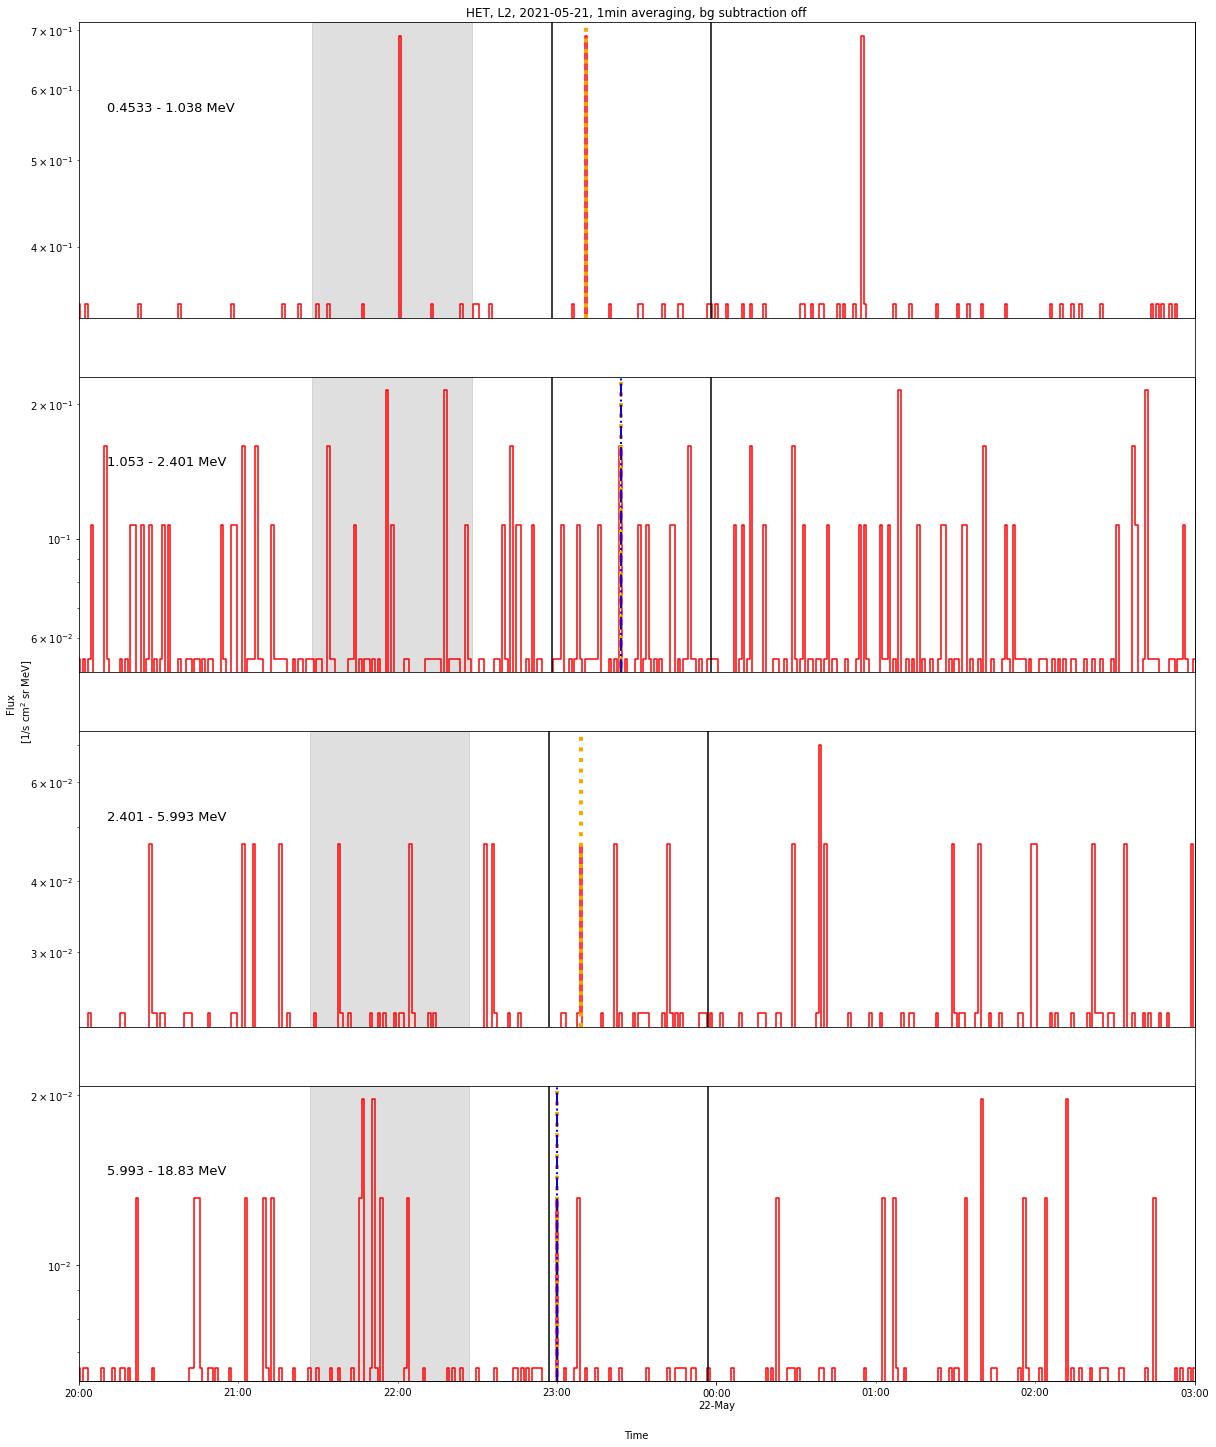 HET, L2, 2021-05-21, 1min averaging, bg subtraction off
7 × 10⁻¹
6 × 10⁻¹
5 × 10⁻¹
4 × 10⁻¹
0.4533 - 1.038 MeV
2 × 10⁻¹
10⁻¹
6 × 10⁻²
1.053 - 2.401 MeV
Flux
[1/s cm² sr MeV]
6 × 10⁻²
4 × 10⁻²
3 × 10⁻²
2.401 - 5.993 MeV
2 × 10⁻²
10⁻²
5.993 - 18.83 MeV
20:00 21:00 22:00 23:00 00:00 01:00 02:00 03:00
22-May
Time